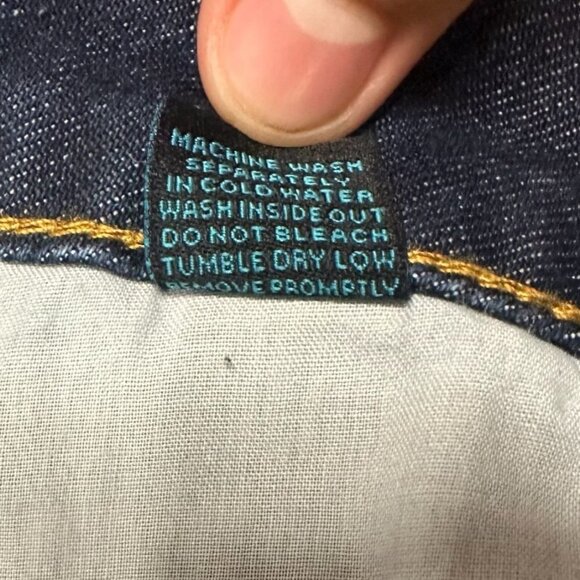 MACHINE WASH
SEPARATELY
IN COLD WATER
WASH INSIDE OUT
DO NOT BLEACH
TUMBLE DRY LOW
REMOVE PROMPTLY